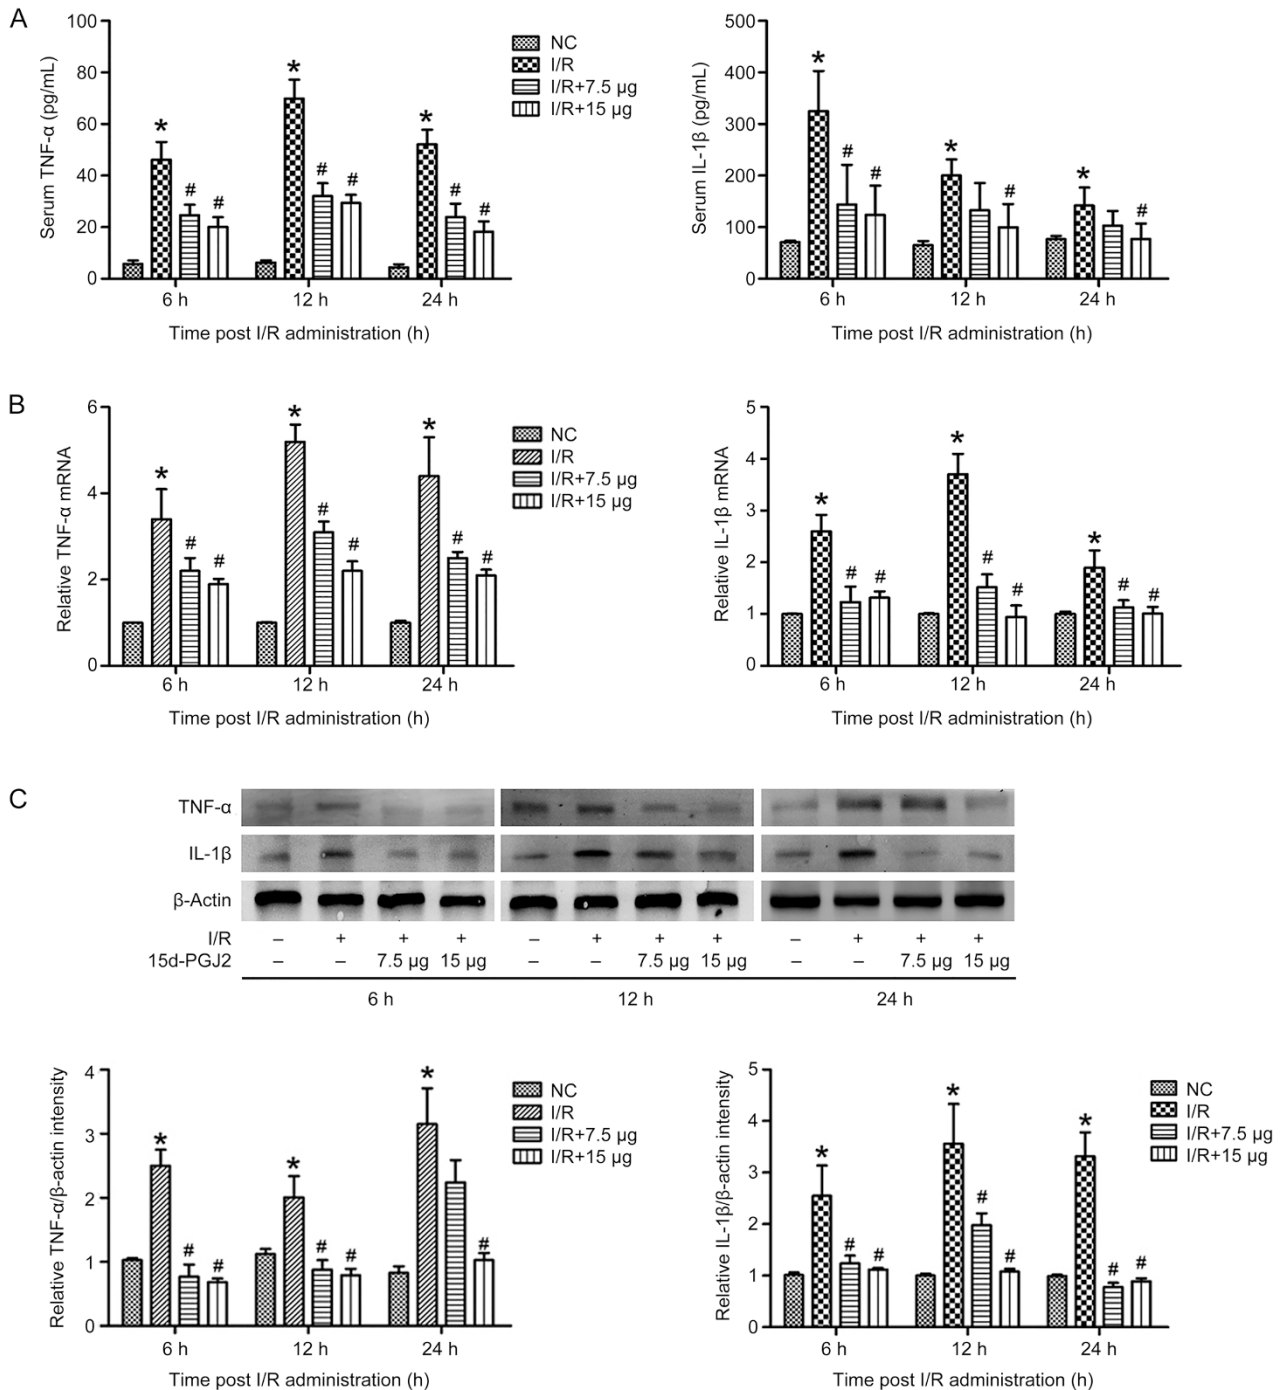 A
Serum TNF-α (pg/mL)
100
80
60
40
20
0
* * *
# # # # # #
6 h 12 h 24 h
Time post I/R administration (h)
NC
I/R
I/R+7.5 µg
I/R+15 µg
Serum IL-1β (pg/mL)
500
400
300
200
100
0
* * *
# # # #
6 h 12 h 24 h
Time post I/R administration (h)
B
Relative TNF-α mRNA
6
4
2
0
* * *
# # # # # #
6 h 12 h 24 h
Time post I/R administration (h)
NC
I/R
I/R+7.5 µg
I/R+15 µg
Relative IL-1β mRNA
5
4
3
2
1
0
* * *
# # # # # #
6 h 12 h 24 h
Time post I/R administration (h)
C
TNF-α
IL-1β
β-Actin
I/R – + + + – + + + – + + +
15d-PGJ2 – – 7.5 µg 15 µg – – 7.5 µg 15 µg – – 7.5 µg 15 µg
6 h 12 h 24 h
Relative TNF-α/β-actin intensity
4
3
2
1
0
* * *
# # # # #
6 h 12 h 24 h
Time post I/R administration (h)
NC
I/R
I/R+7.5 µg
I/R+15 µg
Relative IL-1β/β-actin intensity
5
4
3
2
1
0
* * *
# # # # # #
6 h 12 h 24 h
Time post I/R administration (h)
NC
I/R
I/R+7.5 µg
I/R+15 µg